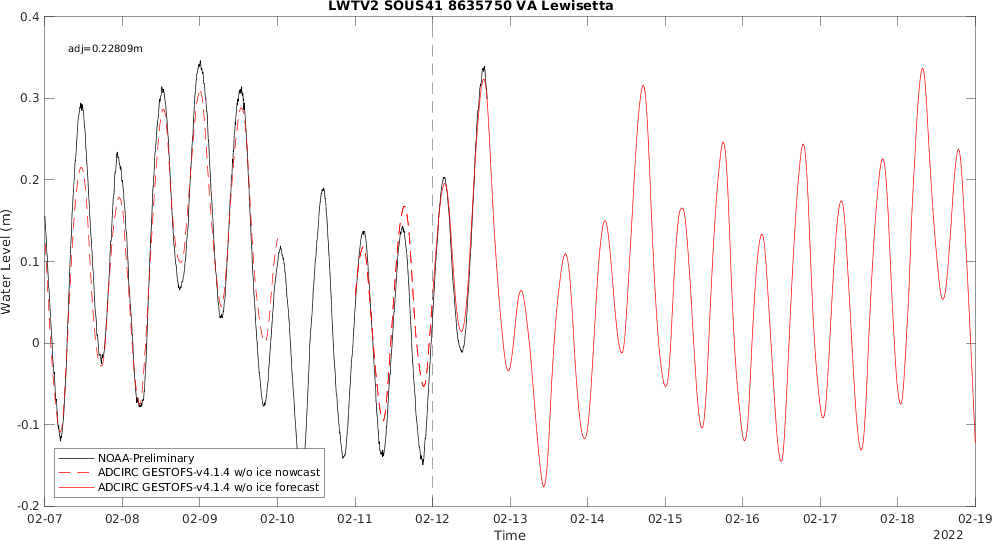 LWTV2 SOUS41 8635750 VA Lewisetta
adj=0.22809m
Water Level (m)
0.4
0.3
0.2
0.1
0
-0.1
-0.2
NOAA-Preliminary
ADCIRC GESTOFS-v4.1.4 w/o ice nowcast
ADCIRC GESTOFS-v4.1.4 w/o ice forecast
02-07 02-08 02-09 02-10 02-11 02-12 02-13 02-14 02-15 02-16 02-17 02-18 02-19
Time
2022